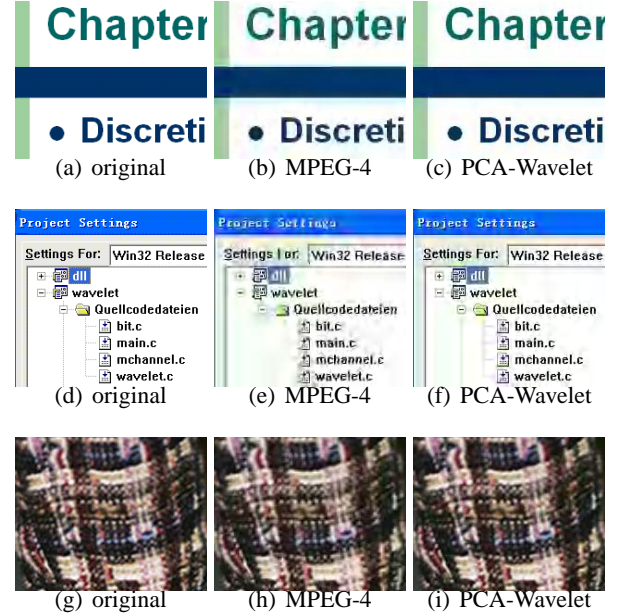 Chapter Chapter Chapter
• Discreti • Discreti • Discreti
(a) original (b) MPEG-4 (c) PCA-Wavelet
Project Settings Project Settings Project Settings
Settings For: Win32 Release Settings For: Win32 Release Settings For: Win32 Release
dll dll dll
wavelet wavelet wavelet
Quellcodedateien Quellcodedateien Quellcodedateien
bit.c bit.c bit.c
main.c main.c main.c
mchannel.c mchannel.c mchannel.c
wavelet.c wavelet.c wavelet.c
(d) original (e) MPEG-4 (f) PCA-Wavelet
(g) original (h) MPEG-4 (i) PCA-Wavelet